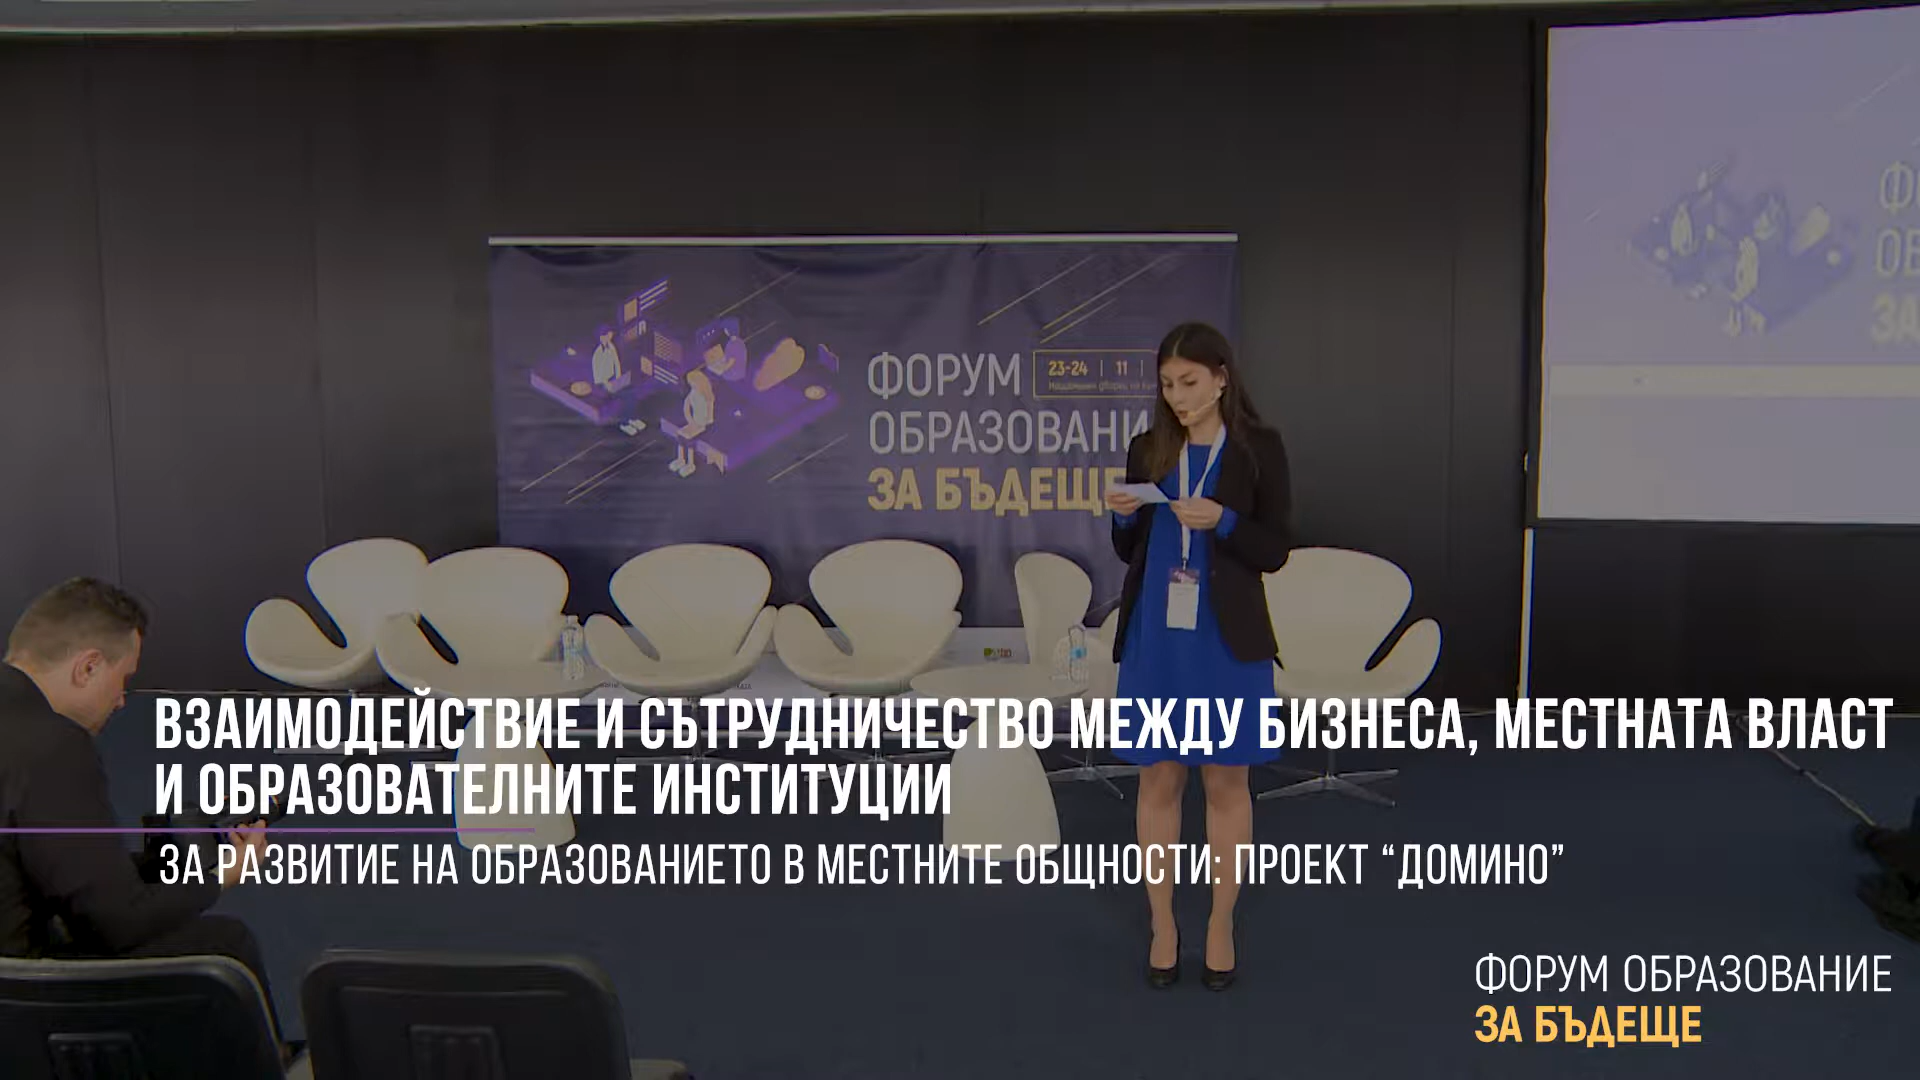 ФОРУМ
23-24 | 11 |
ОБРАЗОВАНИ
ЗА БЪДЕЩЕ
ВЗАИМОДЕЙСТВИЕ И СЪТРУДНИЧЕСТВО МЕЖДУ БИЗНЕСА, МЕСТНАТА ВЛАСТ
И ОБРАЗОВАТЕЛНИТЕ ИНСТИТУЦИИ
ЗА РАЗВИТИЕ НА ОБРАЗОВАНИЕТО В МЕСТНИТЕ ОБЩНОСТИ: ПРОЕКТ “ДОМИНО”
ФОРУМ ОБРАЗОВАНИЕ
ЗА БЪДЕЩЕ